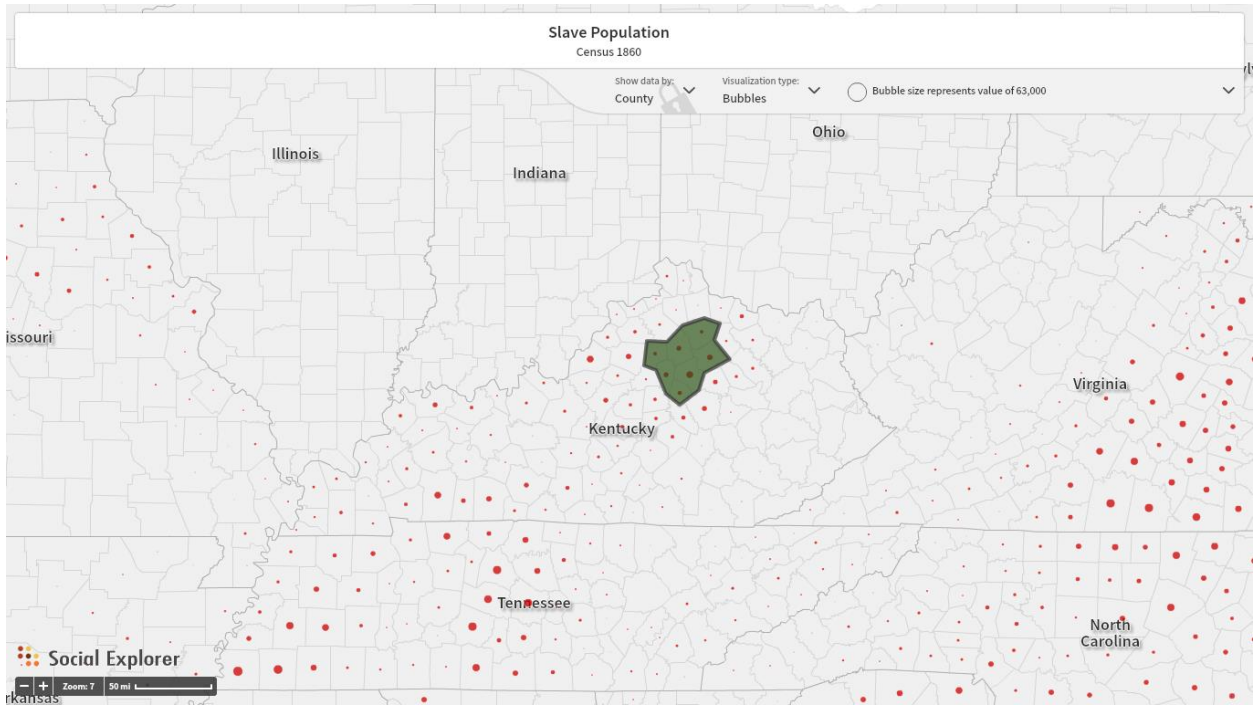 Slave Population
Census 1860
Show data by:
County
Visualization type:
Bubbles
Bubble size represents value of 63,000
Ohio
Illinois
Indiana
issouri
Virginia
Kentucky
Tennessee
North
Carolina
Social Explorer
− + Zoom: 7 50 mi
rkansas